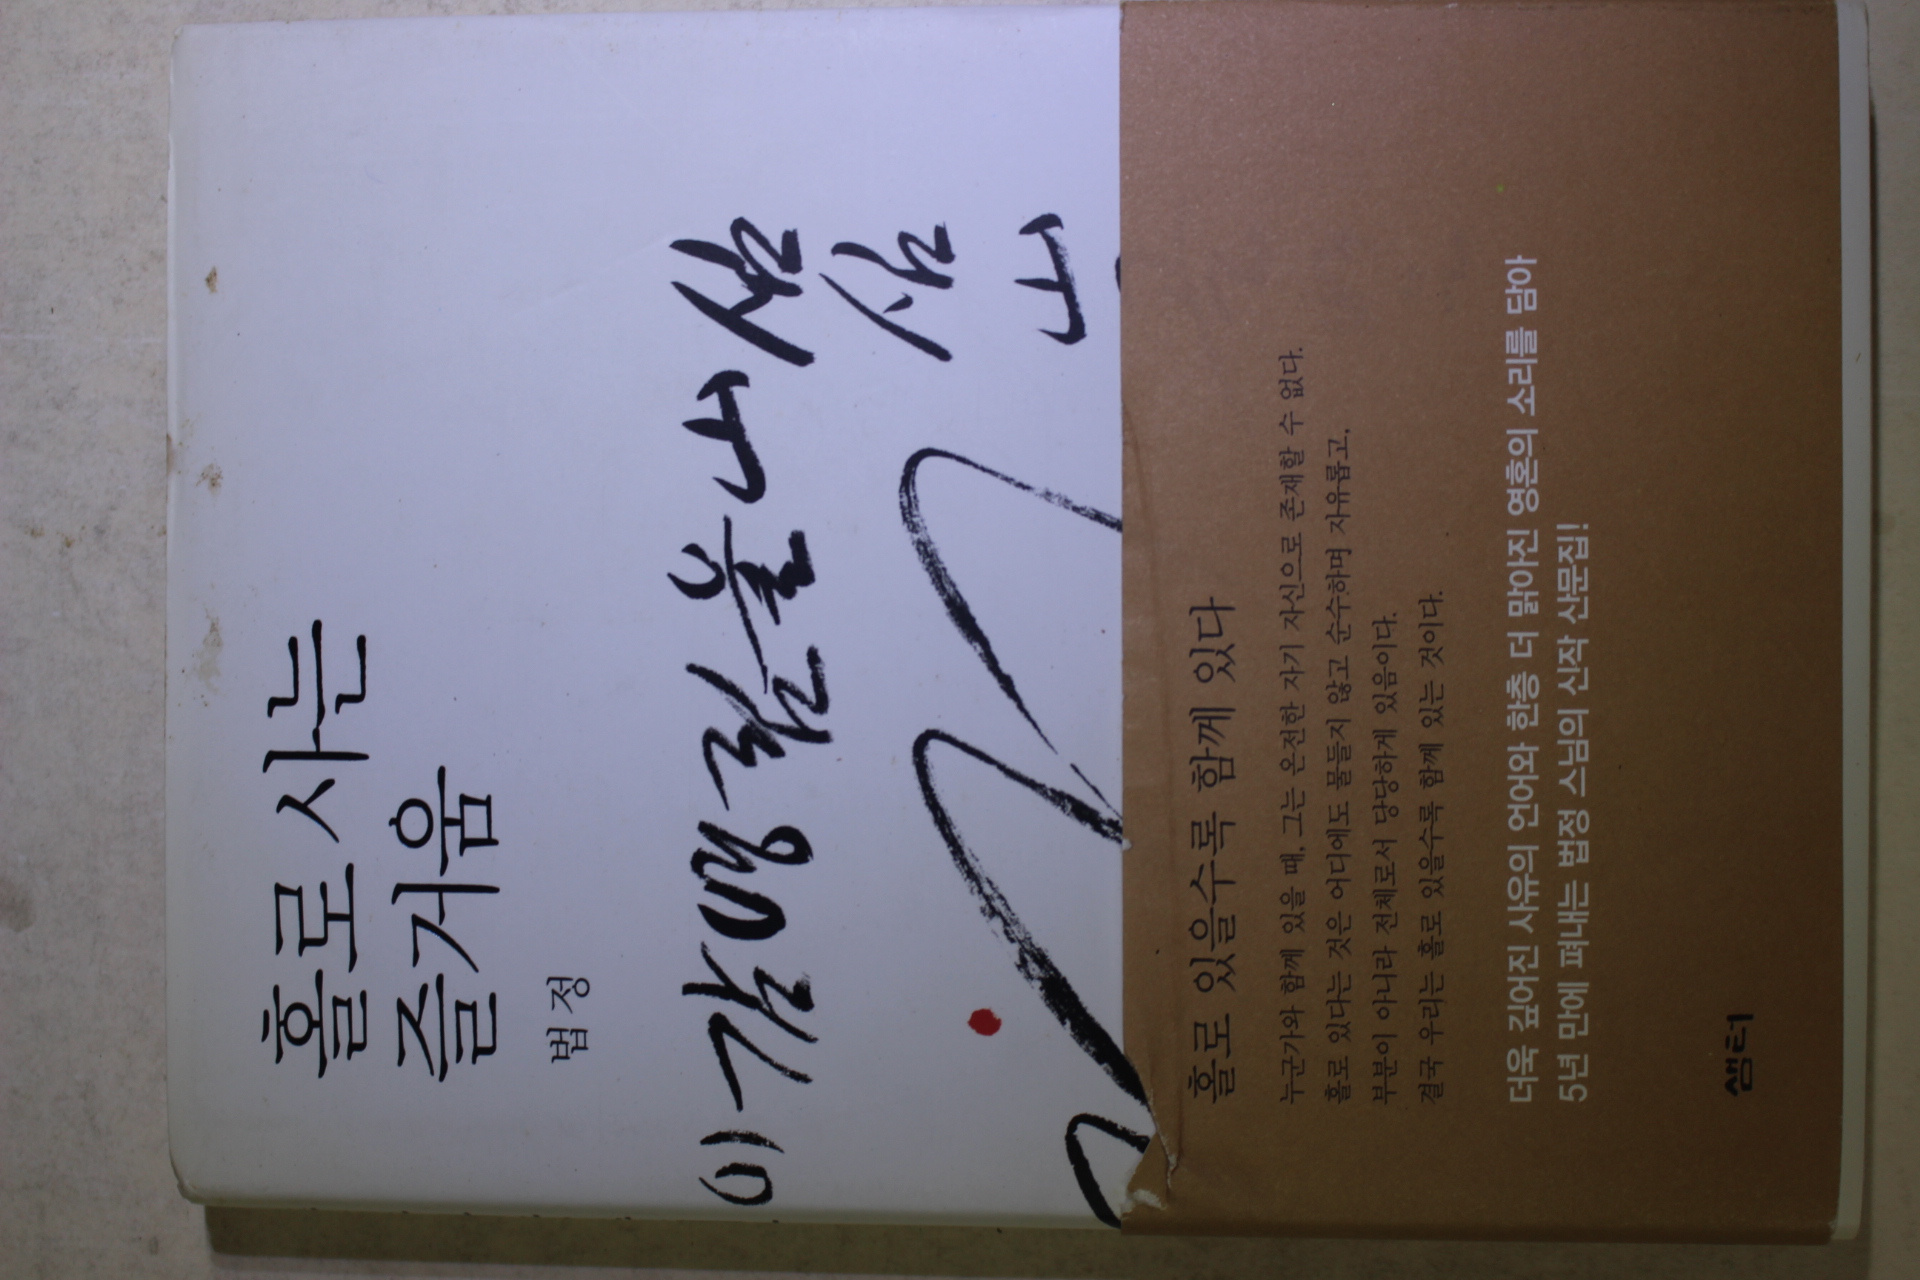 홀로 사는
즐거움
법정
홀로 있을수록 함께 있다
누군가와 함께 있을 때, 그는 온전한 자기 자신으로 존재할 수 없다.
홀로 있다는 것은 어디에도 물들지 않고 순수하며 자유롭고,
부분이 아니라 전체로서 당당하게 있음이다.
결국 우리는 홀로 있을수록 함께 있는 것이다.
더욱 깊어진 사유의 언어와 한층 더 맑아진 영혼의 소리를 담아
5년 만에 펴내는 법정 스님의 신작 산문집!
샘터